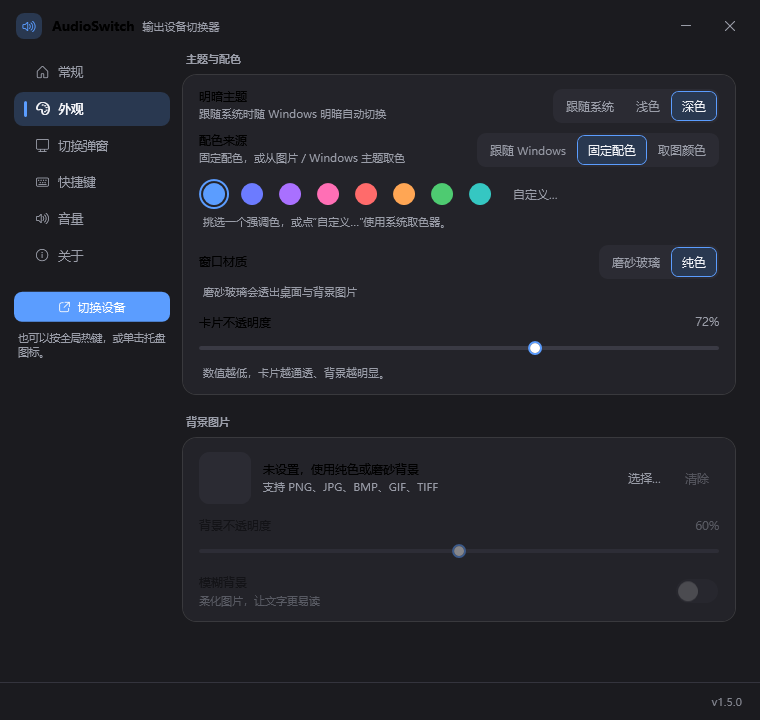 AudioSwitch 输出设备切换器
常规
外观
切换弹窗
快捷键
音量
关于
切换设备
也可以按全局热键，或单击托盘
图标。
主题与配色
明暗主题
跟随系统时随 Windows 明暗自动切换
跟随系统 浅色 深色
配色来源
固定配色，或从图片 / Windows 主题取色
跟随 Windows 固定配色 取图颜色
自定义...
挑选一个强调色，或点“自定义...”使用系统取色器。
窗口材质
磨砂玻璃 纯色
磨砂玻璃会透出桌面与背景图片
卡片不透明度 72%
数值越低，卡片越通透、背景越明显。
背景图片
未设置，使用纯色或磨砂背景
支持 PNG、JPG、BMP、GIF、TIFF
选择... 清除
背景不透明度 60%
模糊背景
柔化图片，让文字更易读
v1.5.0